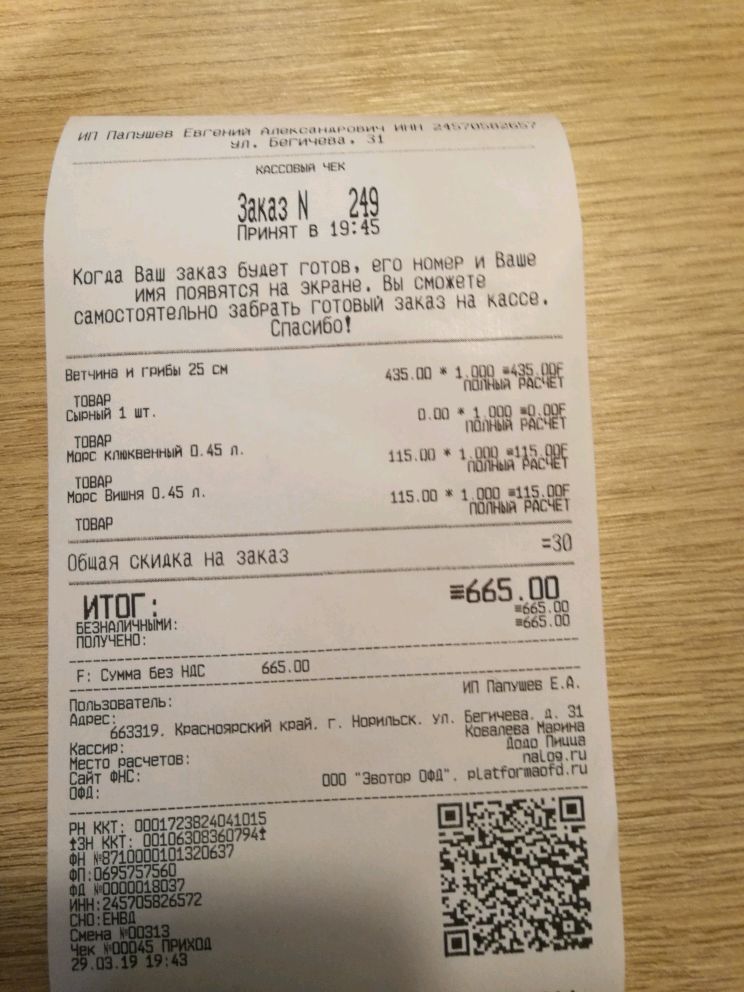 ИП Папушев Евгений Александрович ИНН 24570582657
ул. Бегичева, 31
КАССОВЫЙ ЧЕК
Заказ N 249
Принят в 19:45
Когда Ваш заказ будет готов, его номер и Ваше
имя появятся на экране. Вы сможете
самостоятельно забрать готовый заказ на кассе.
Спасибо!
Ветчина и грибы 25 см 435.00 * 1.000 =435.00F
ПОЛНЫЙ РАСЧЕТ
ТОВАР
Сырный 1 шт. 0.00 * 1.000 =0.00F
ПОЛНЫЙ РАСЧЕТ
ТОВАР
Морс клюквенный 0.45 л. 115.00 * 1.000 =115.00F
ПОЛНЫЙ РАСЧЕТ
ТОВАР
Морс Вишня 0.45 л. 115.00 * 1.000 =115.00F
ПОЛНЫЙ РАСЧЕТ
ТОВАР
Общая скидка на заказ =30
ИТОГ: ≡665.00
БЕЗНАЛИЧНЫМИ: ≡665.00
ПОЛУЧЕНО: ≡665.00
F: Сумма без НДС 665.00
Пользователь: ИП Папушев Е.А.
Адрес:
663319, Красноярский край, г. Норильск, ул. Бегичева, д. 31
Кассир: Ковалева Марина
Место расчетов: Додо Пицца
Сайт ФНС: nalog.ru
ОФД: ООО "Эвотор ОФД", platformaofd.ru
РН ККТ: 0001723824041015
‡ЗН ККТ: 00106308360794‡
ФН №8710000101320637
ФП:0695757560
ФД №0000018037
ИНН:245705826572
СНО:ЕНВД
Смена №00313
Чек №00045 ПРИХОД
29.03.19 19:43